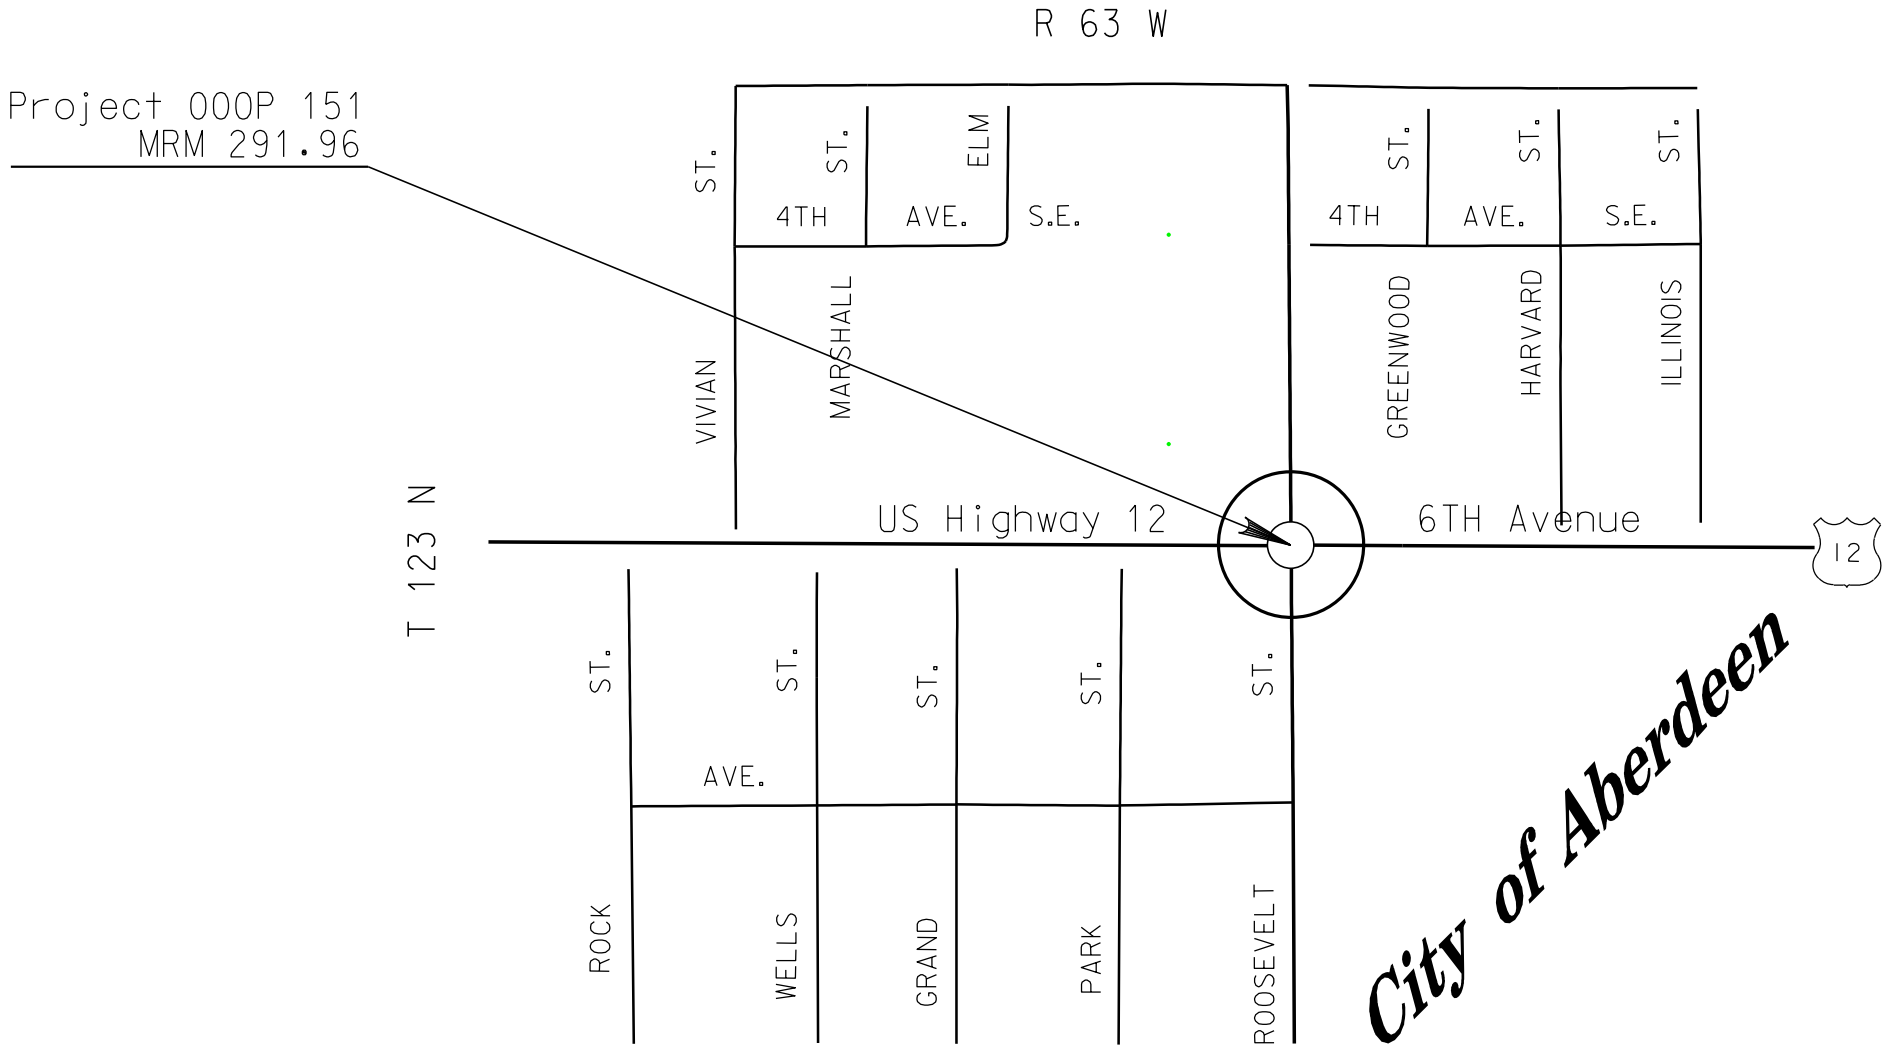 R 63 W
Project 000P 151
MRM 291.96
VIVIAN ST.
MARSHALL ST.
ELM
4TH AVE. S.E.
GREENWOOD ST.
HARVARD ST.
ILLINOIS ST.
4TH AVE. S.E.
T 123 N
US Highway 12
6TH Avenue
12
ROCK ST.
WELLS ST.
GRAND ST.
PARK ST.
ROOSEVELT ST.
AVE.
City of Aberdeen